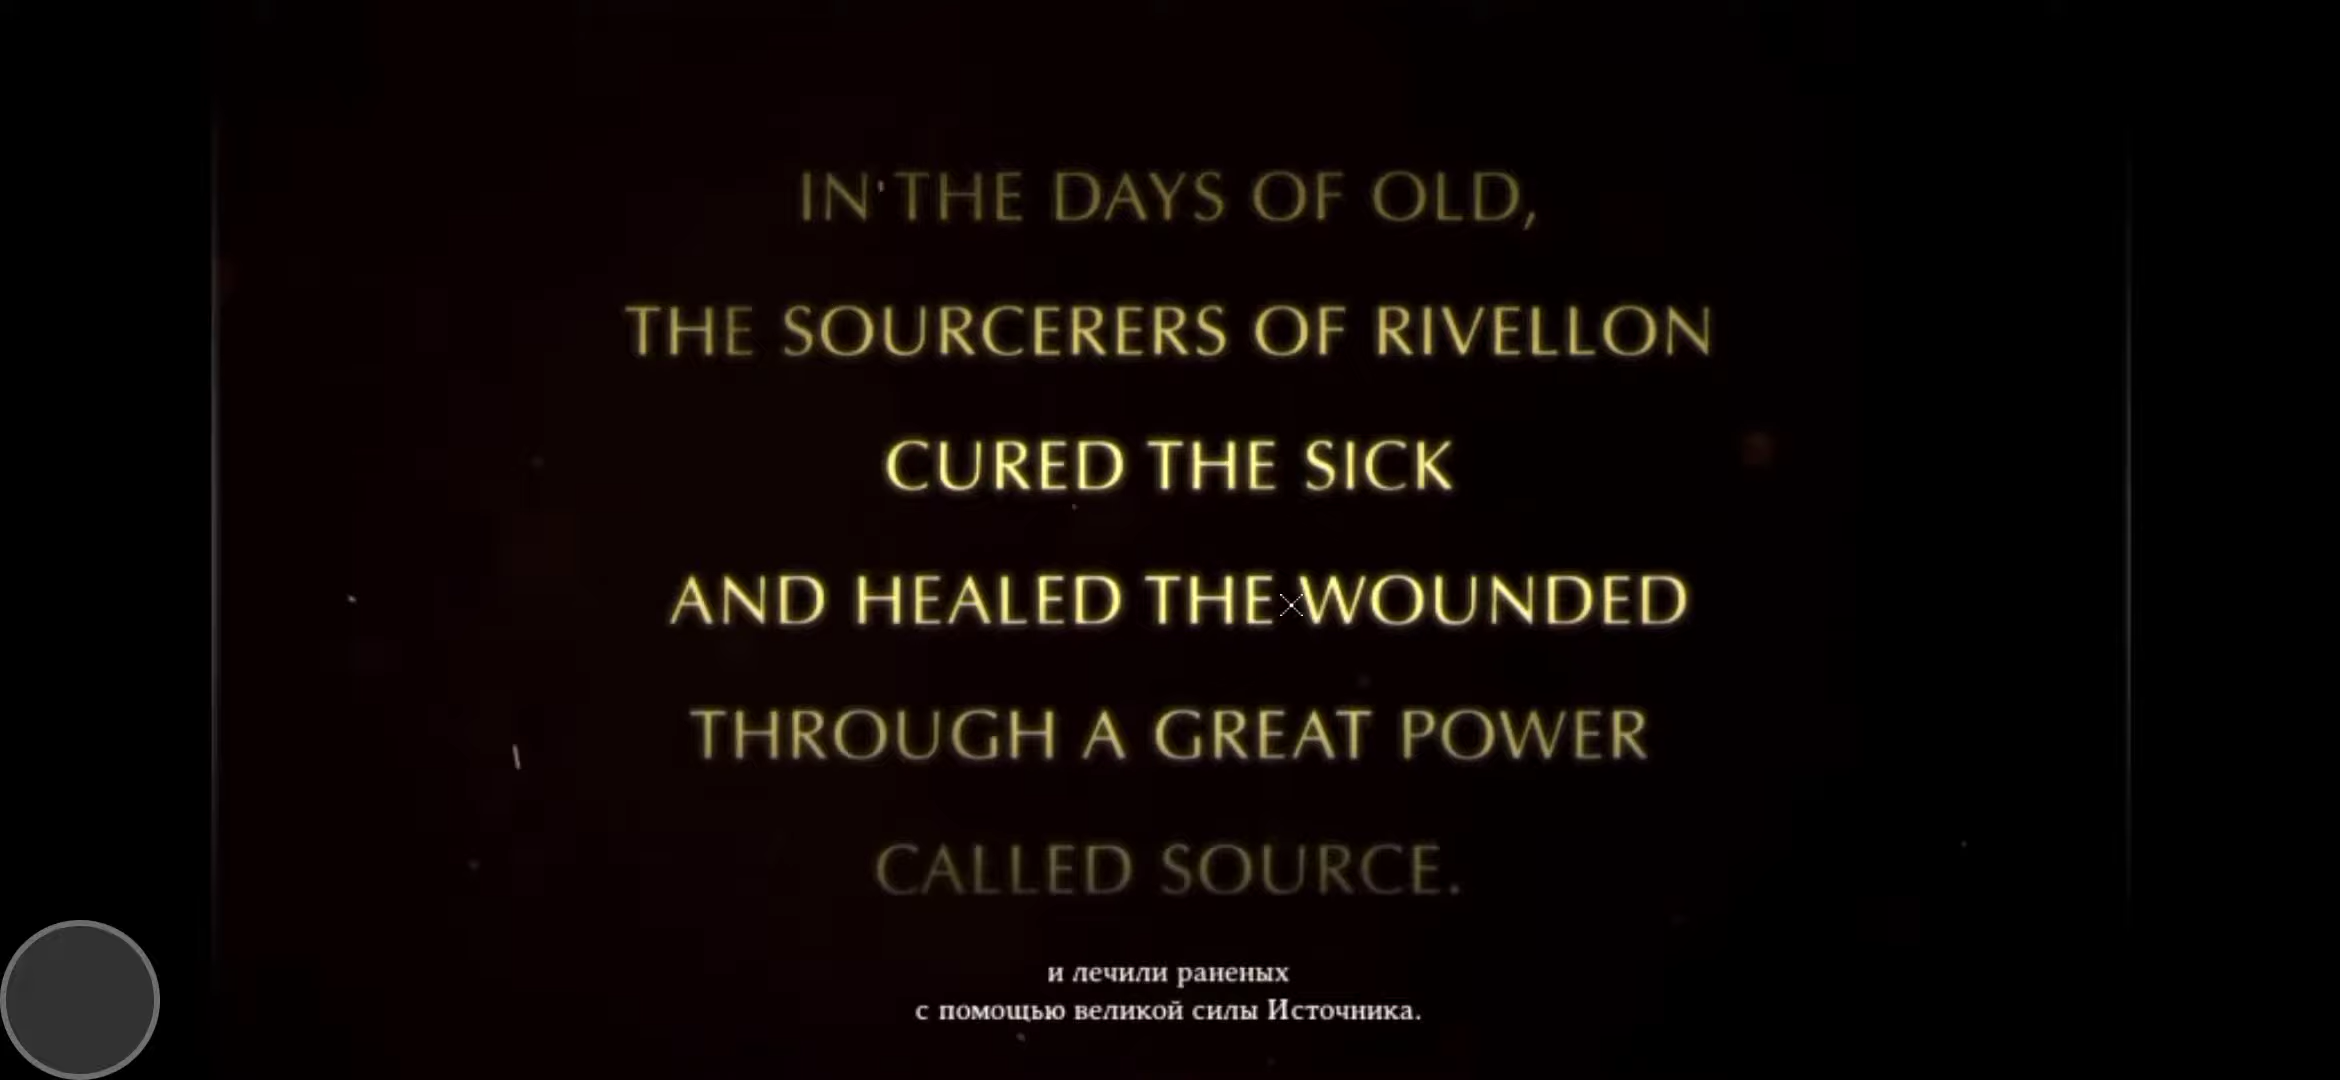 IN THE DAYS OF OLD,
THE SOURCERERS OF RIVELLON
CURED THE SICK
AND HEALED THE WOUNDED
THROUGH A GREAT POWER
CALLED SOURCE.
и лечили раненых
с помощью великой силы Источника.